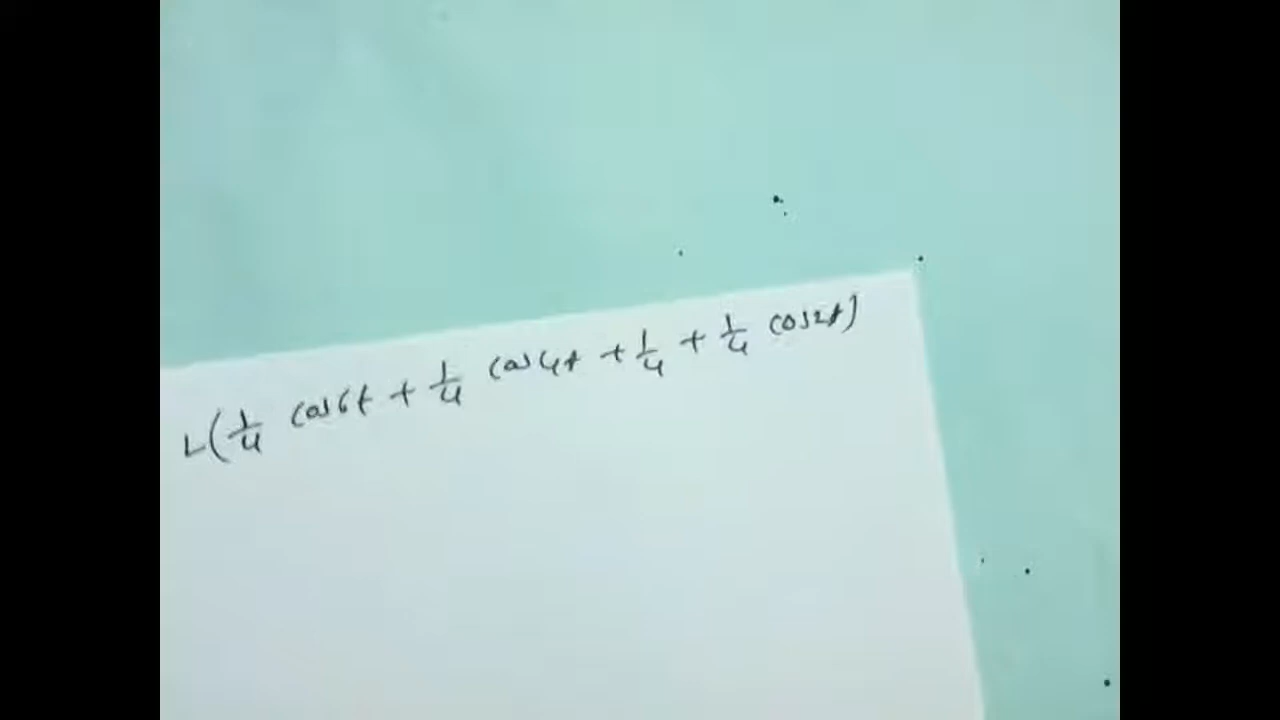 L(1/4 cos6t + 1/4 cos4t + 1/4 + 1/4 cos2t)